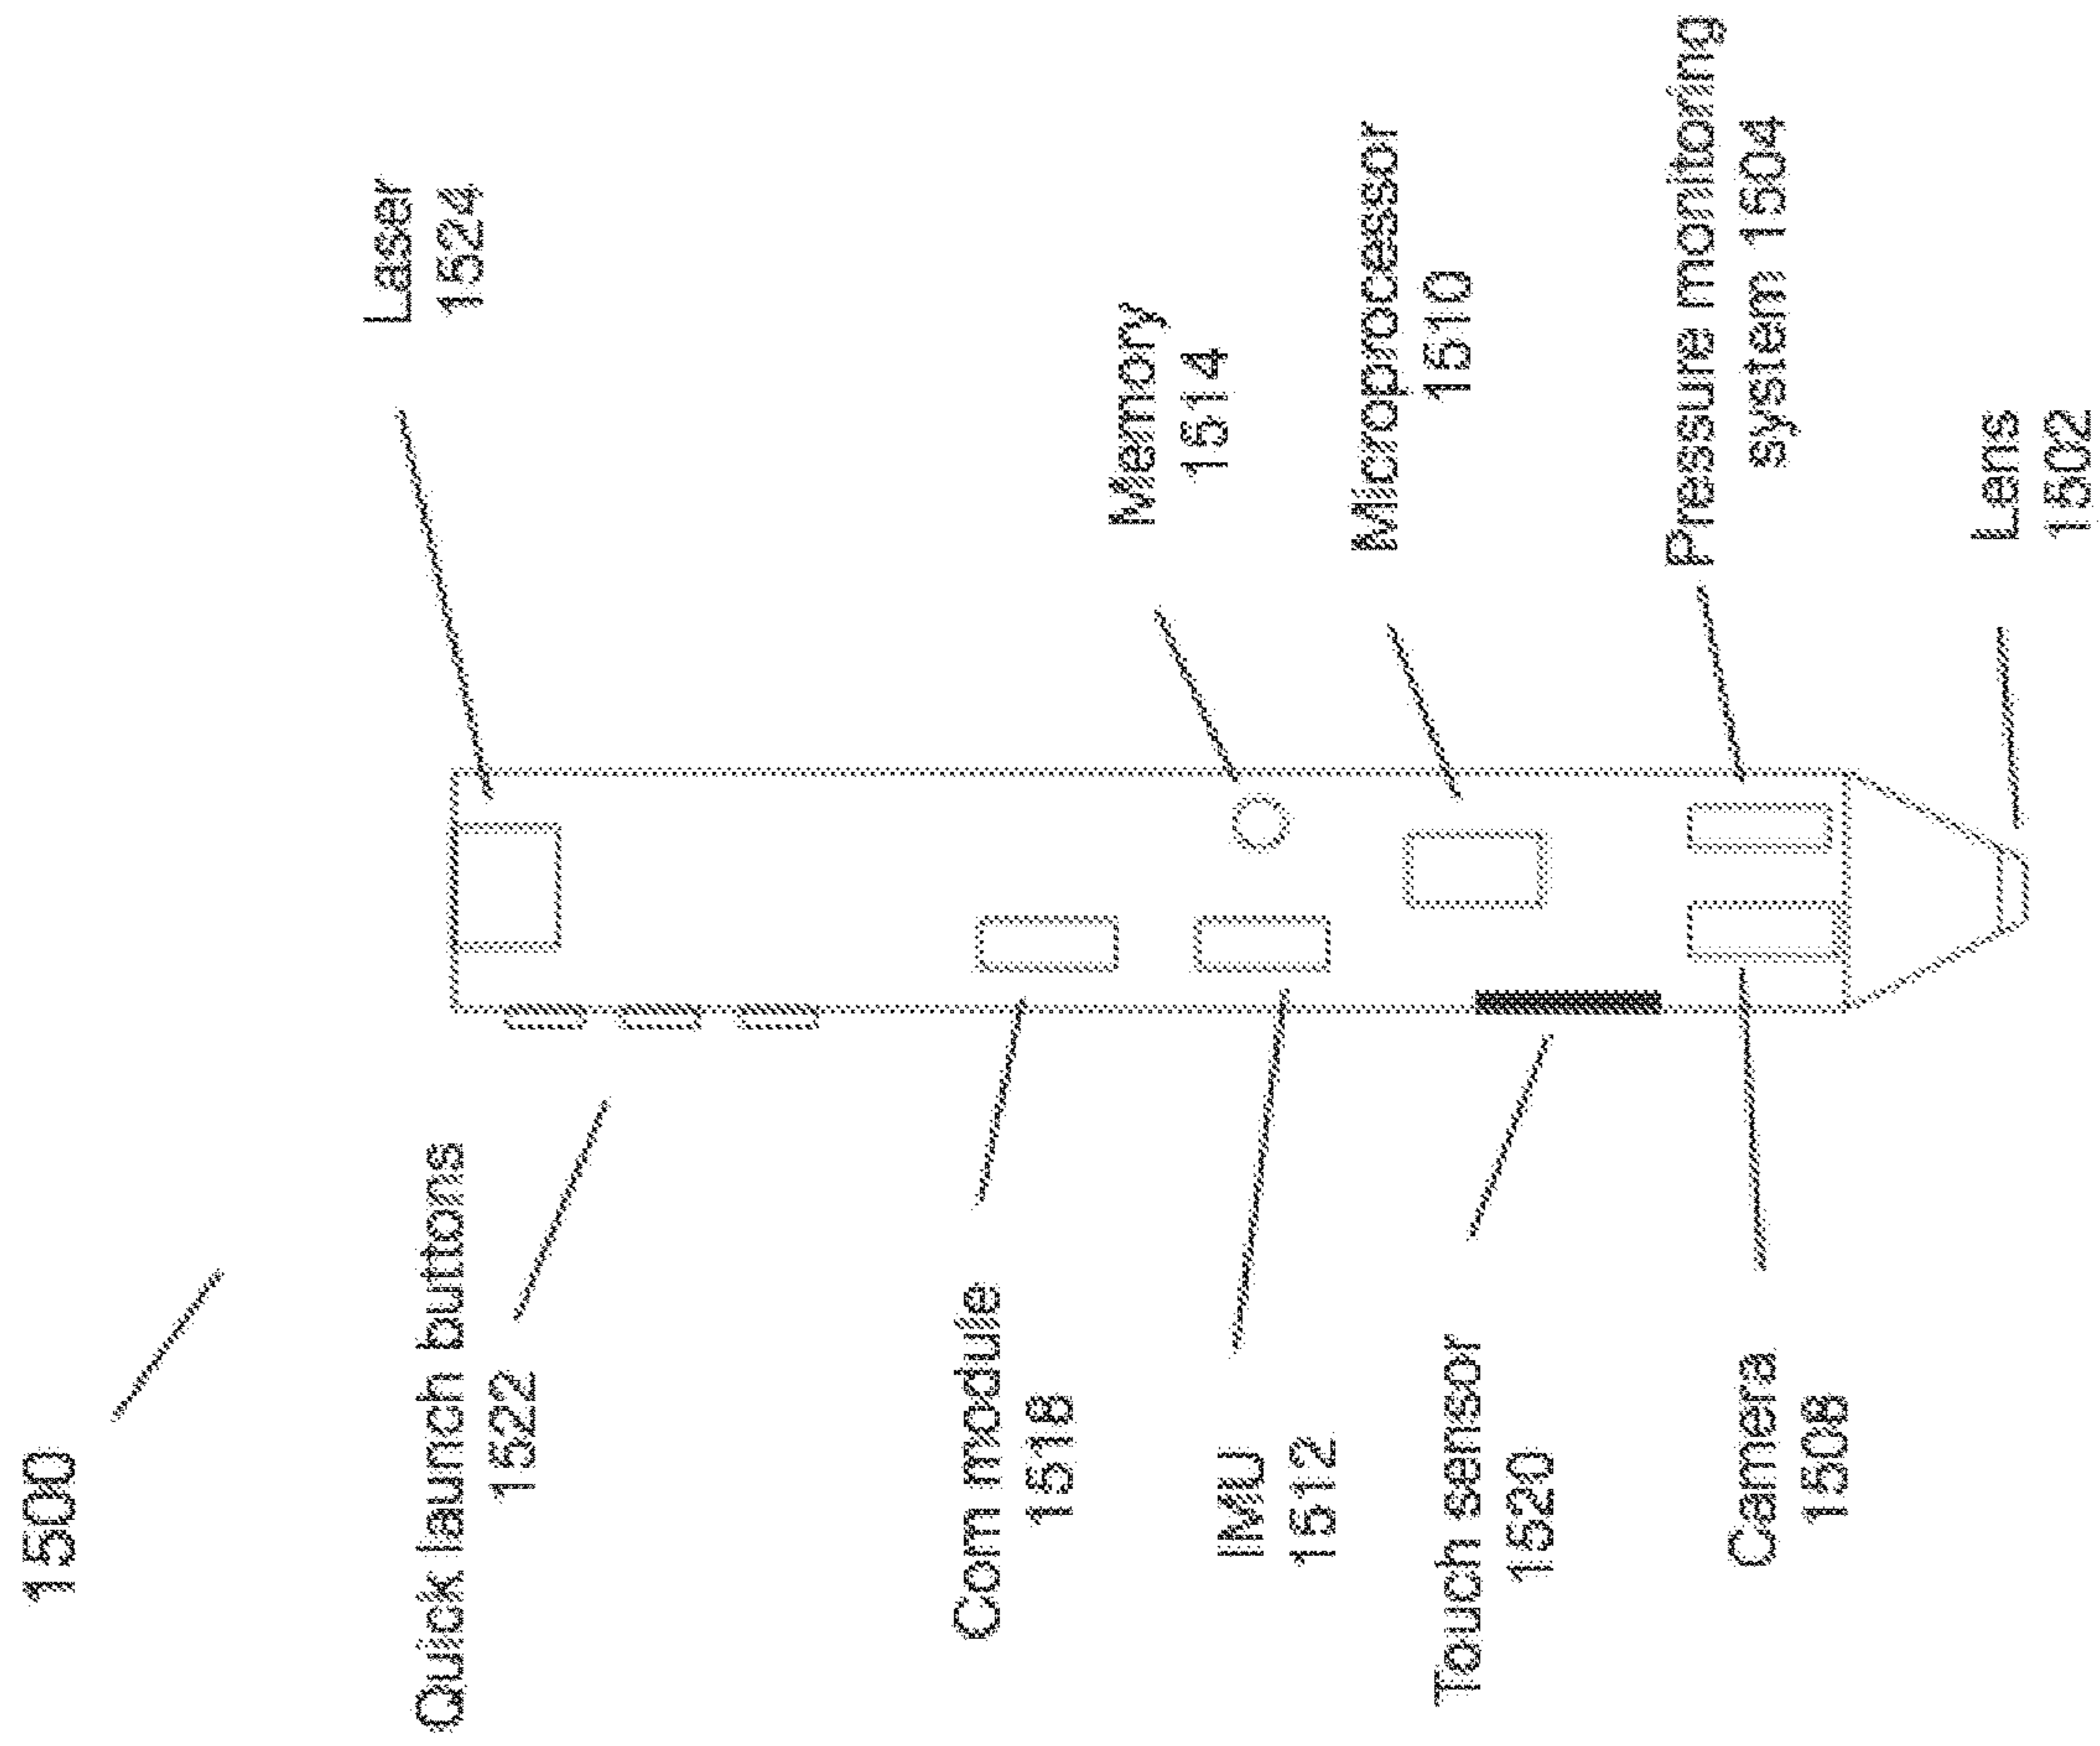 1500
Quick launch buttons
1522
Com module
1518
IMU
1512
Touch sensor
1520
Camera
1508
Laser
1524
Memory
1514
Microprocessor
1510
Pressure monitoring
system 1504
Lens
1502